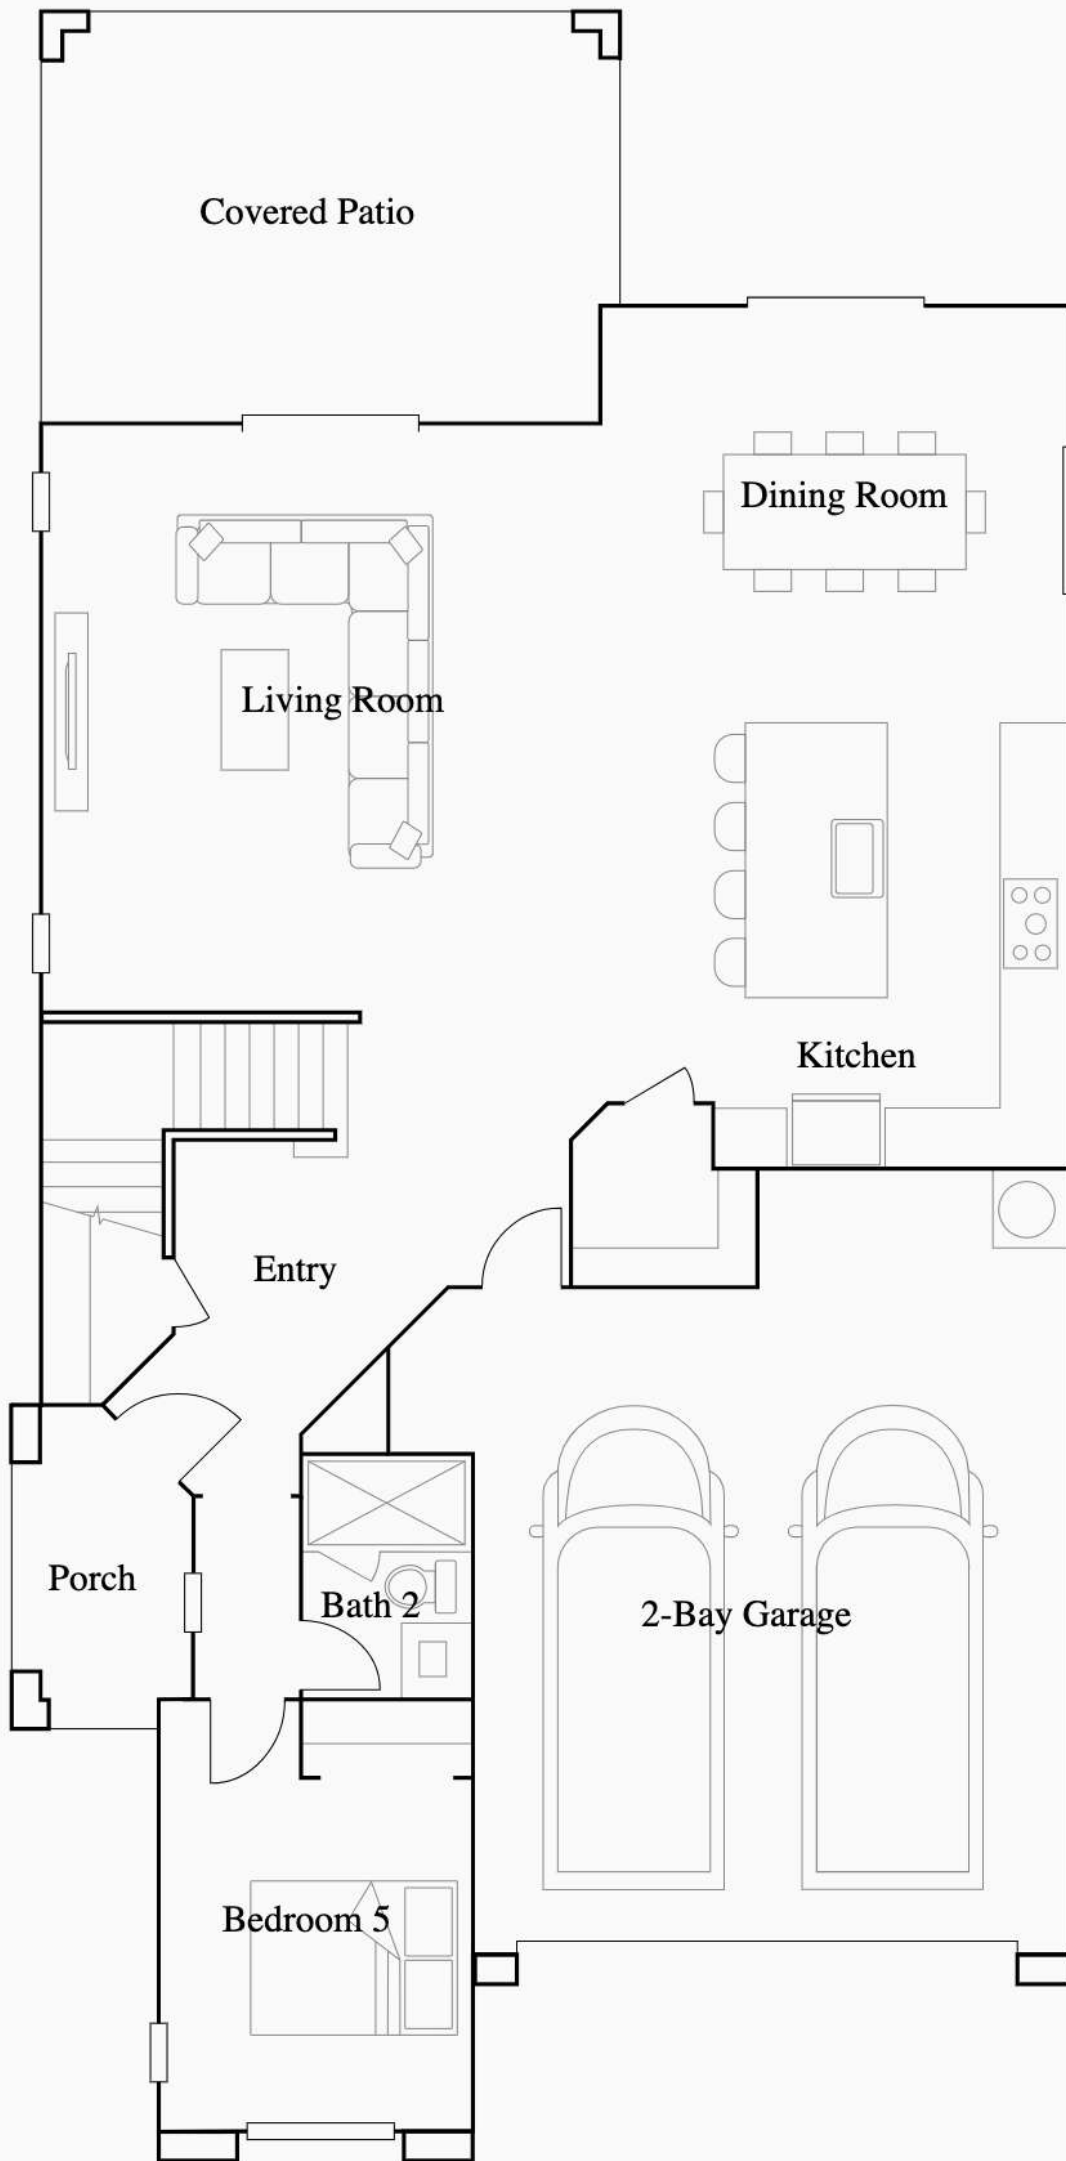 Covered Patio
Dining Room
Living Room
Kitchen
Entry
Porch
Bath 2
2-Bay Garage
Bedroom 5